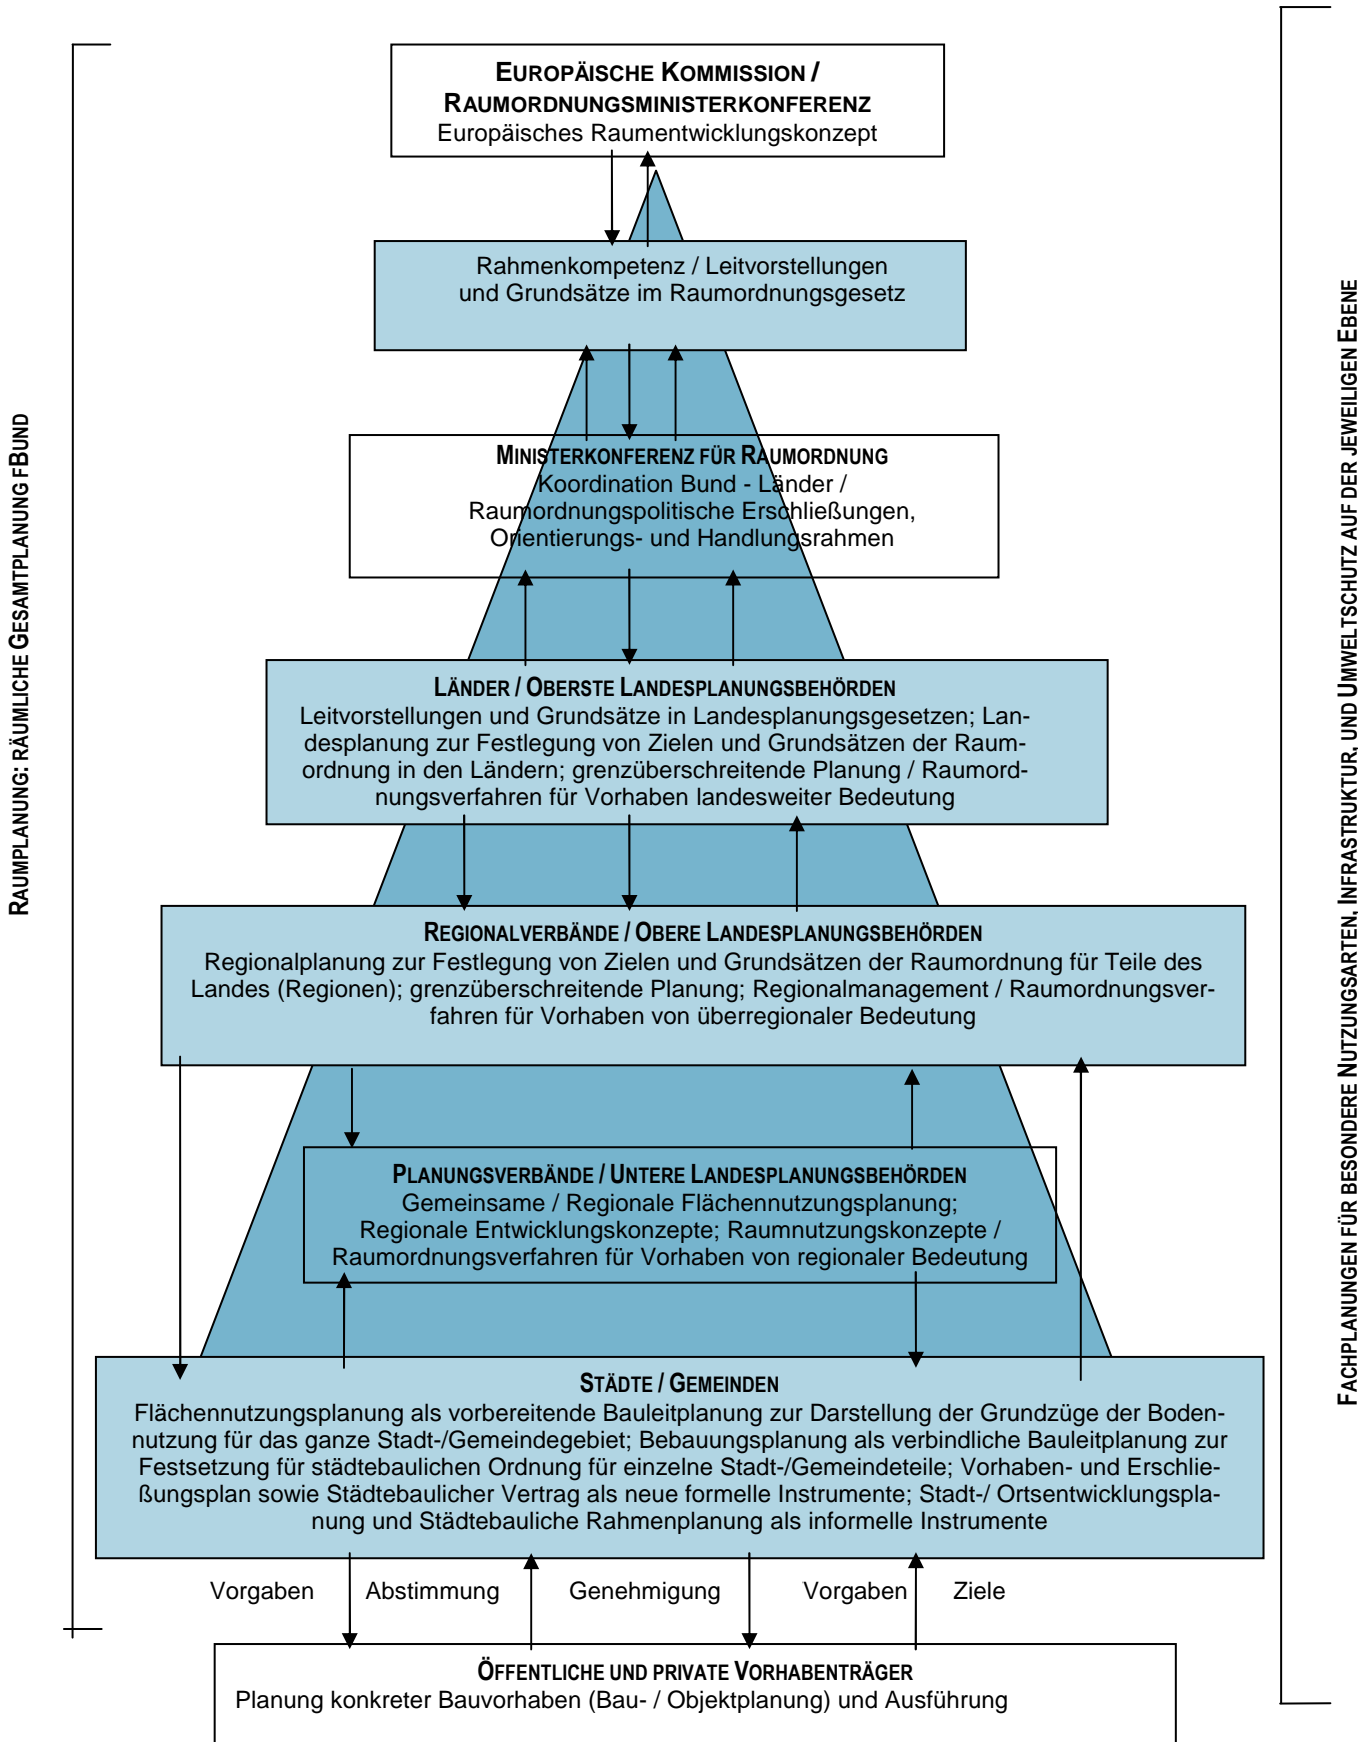 EUROPÄISCHE KOMMISSION /
RAUMORDNUNGSMINISTERKONFERENZ
Europäisches Raumentwicklungskonzept
Rahmenkompetenz / Leitvorstellungen
und Grundsätze im Raumordnungsgesetz
MINISTERKONFERENZ FÜR RAUMORDNUNG
Koordination Bund - Länder /
Raumordnungspolitische Erschließungen,
Orientierungs- und Handlungsrahmen
LÄNDER / OBERSTE LANDESPLANUNGSBEHÖRDEN
Leitvorstellungen und Grundsätze in Landesplanungsgesetzen; Lan-
desplanung zur Festlegung von Zielen und Grundsätzen der Raum-
ordnung in den Ländern; grenzüberschreitende Planung / Raumord-
nungsverfahren für Vorhaben landesweiter Bedeutung
REGIONALVERBÄNDE / OBERE LANDESPLANUNGSBEHÖRDEN
Regionalplanung zur Festlegung von Zielen und Grundsätzen der Raumordnung für Teile des
Landes (Regionen); grenzüberschreitende Planung; Regionalmanagement / Raumordnungsver-
fahren für Vorhaben von überregionaler Bedeutung
PLANUNGSVERBÄNDE / UNTERE LANDESPLANUNGSBEHÖRDEN
Gemeinsame / Regionale Flächennutzungsplanung;
Regionale Entwicklungskonzepte; Raumnutzungskonzepte /
Raumordnungsverfahren für Vorhaben von regionaler Bedeutung
STÄDTE / GEMEINDEN
Flächennutzungsplanung als vorbereitende Bauleitplanung zur Darstellung der Grundzüge der Boden-
nutzung für das ganze Stadt-/Gemeindegebiet; Bebauungsplanung als verbindliche Bauleitplanung zur
Festsetzung für städtebaulichen Ordnung für einzelne Stadt-/Gemeindeteile; Vorhaben- und Erschlie-
ßungsplan sowie Städtebaulicher Vertrag als neue formelle Instrumente; Stadt-/ Ortsentwicklungspla-
nung und Städtebauliche Rahmenplanung als informelle Instrumente
Vorgaben Abstimmung Genehmigung Vorgaben Ziele
ÖFFENTLICHE UND PRIVATE VORHABENTRÄGER
Planung konkreter Bauvorhaben (Bau- / Objektplanung) und Ausführung
RAUMPLANUNG: RÄUMLICHE GESAMTPLANUNG FBUND
FACHPLANUNGEN FÜR BESONDERE NUTZUNGSARTEN, INFRASTRUKTUR, UND UMWELTSCHUTZ AUF DER JEWEILIGEN EBENE